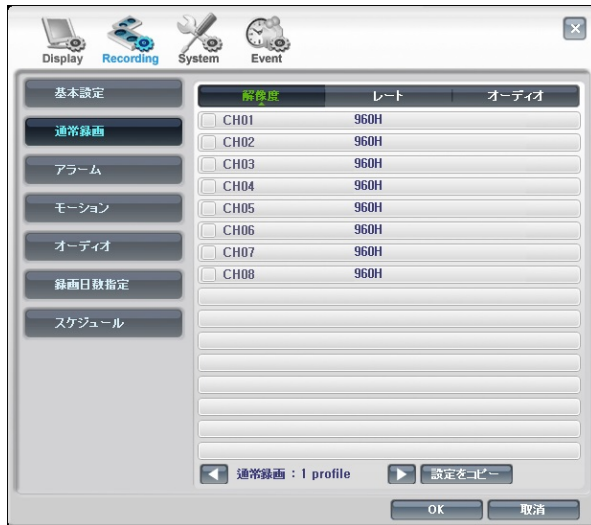 Display Recording System Event
基本設定
通常録画
アラーム
モーション
オーディオ
録画日数指定
スケジュール
解像度 レート オーディオ
CH01 960H
CH02 960H
CH03 960H
CH04 960H
CH05 960H
CH06 960H
CH07 960H
CH08 960H
通常録画 : 1 profile 設定をコピー
OK 取消